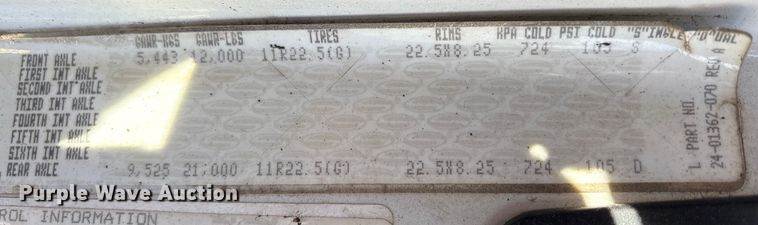 GAWR-KGS GAWR-LBS TIRES RIMS KPA COLD PSI COLD "S"INGLE "D"UAL
FRONT AXLE 5,443 12,000 11R22.5(G) 22.5X8.25 724 105 S
FIRST INT AXLE
SECOND INT AXLE
THIRD INT AXLE
FOURTH INT AXLE
FIFTH INT AXLE
SIXTH INT AXLE
REAR AXLE 9,525 21,000 11R22.5(G) 22.5X8.25 724 105 D
PART NO.
24-01362-070 REV A
Purple Wave Auction
ROL INFORMATION